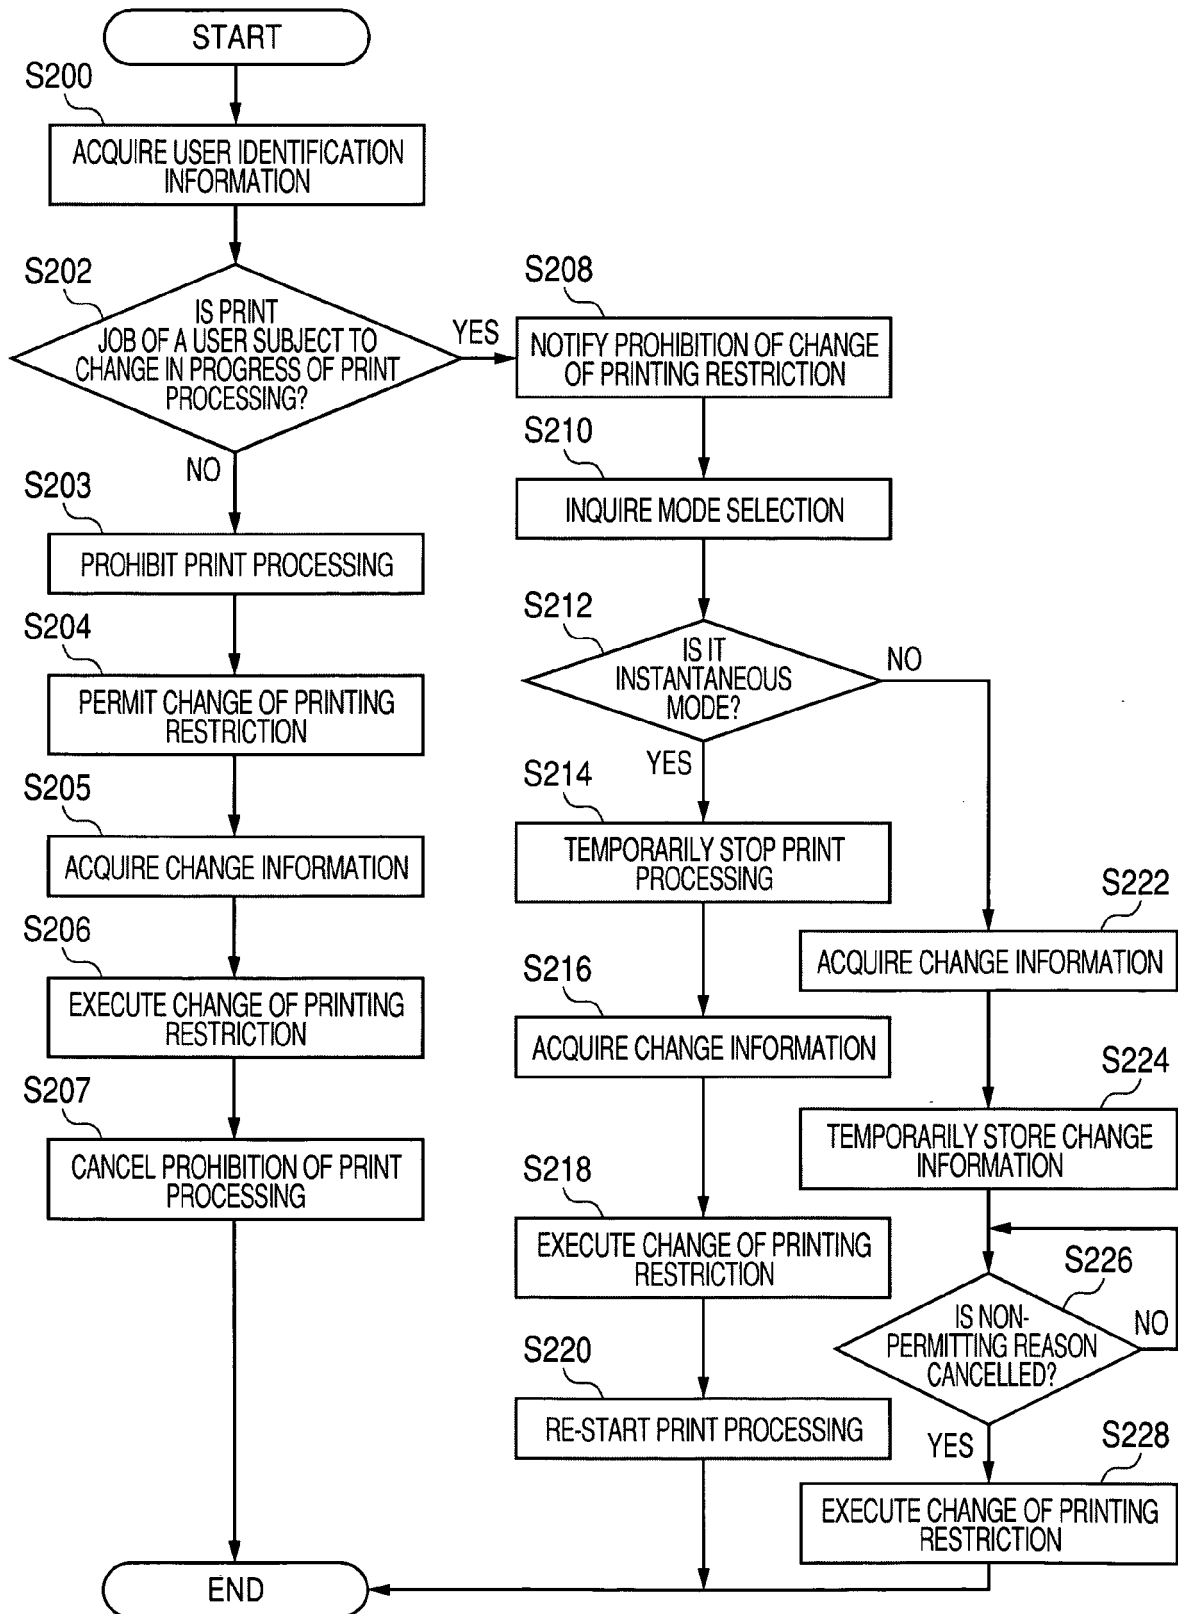 START
S200
ACQUIRE USER IDENTIFICATION
INFORMATION
S202
IS PRINT
JOB OF A USER SUBJECT TO
CHANGE IN PROGRESS OF PRINT
PROCESSING?
YES
NO
S203
PROHIBIT PRINT PROCESSING
S204
PERMIT CHANGE OF PRINTING
RESTRICTION
S205
ACQUIRE CHANGE INFORMATION
S206
EXECUTE CHANGE OF PRINTING
RESTRICTION
S207
CANCEL PROHIBITION OF PRINT
PROCESSING
S208
NOTIFY PROHIBITION OF CHANGE
OF PRINTING RESTRICTION
S210
INQUIRE MODE SELECTION
S212
IS IT
INSTANTANEOUS
MODE?
NO
YES
S214
TEMPORARILY STOP PRINT
PROCESSING
S216
ACQUIRE CHANGE INFORMATION
S218
EXECUTE CHANGE OF PRINTING
RESTRICTION
S220
RE-START PRINT PROCESSING
S222
ACQUIRE CHANGE INFORMATION
S224
TEMPORARILY STORE CHANGE
INFORMATION
S226
IS NON-
PERMITTING REASON
CANCELLED?
NO
YES
S228
EXECUTE CHANGE OF PRINTING
RESTRICTION
END